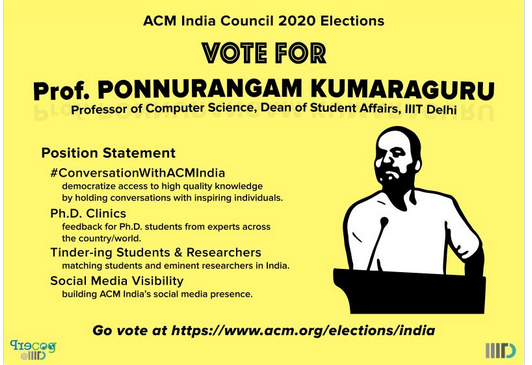 ACM India Council 2020 Elections
VOTE FOR
Prof. PONNURANGAM KUMARAGURU
Professor of Computer Science, Dean of Student Affairs, IIIT Delhi
Position Statement
#ConversationWithACMIndia
democratize access to high quality knowledge
by holding conversations with inspiring individuals.
Ph.D. Clinics
feedback for Ph.D. students from experts across
the country/world.
Tinder-ing Students & Researchers
matching students and eminent researchers in India.
Social Media Visibility
building ACM India's social media presence.
Go vote at https://www.acm.org/elections/india
Precog
@IIITD
IIITD